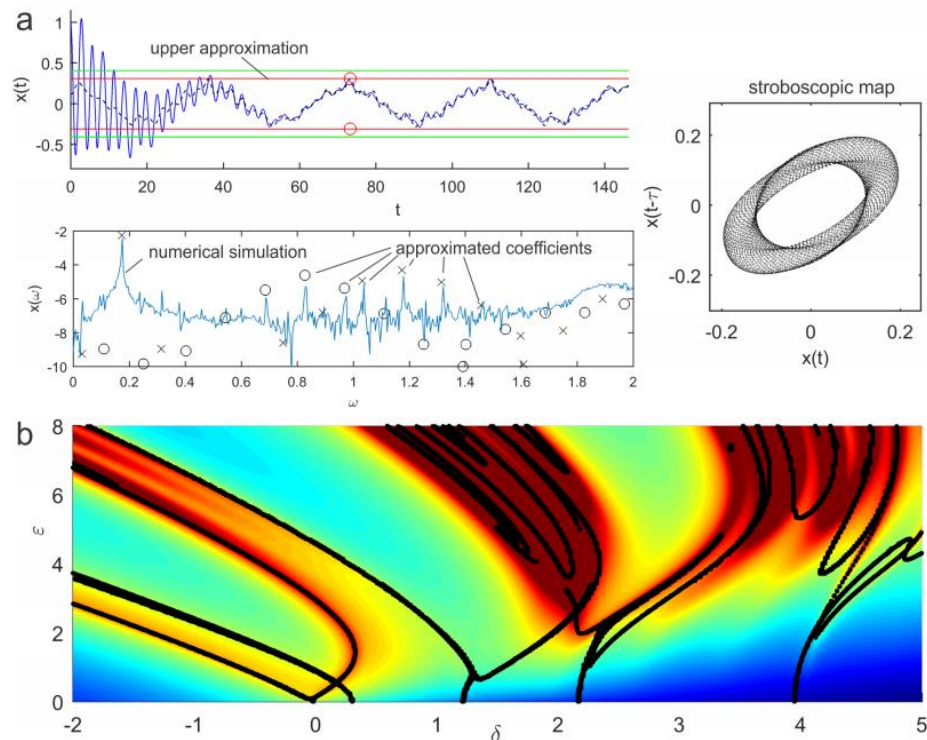 a
upper approximation
x(t)
1
0
-0.5
0 20 40 60 80 100 120 140
t
-2
-4
-6
-8
-10
numerical simulation
approximated coefficients
x(ω)
0 0.2 0.4 0.6 0.8 1 1.2 1.4 1.6 1.8 2
ω
stroboscopic map
0.2
0
-0.2
x(t-τ)
-0.2 0 0.2
x(t)
b
8
6
4
2
0
ε
-2 -1 0 1 2 3 4 5
δ